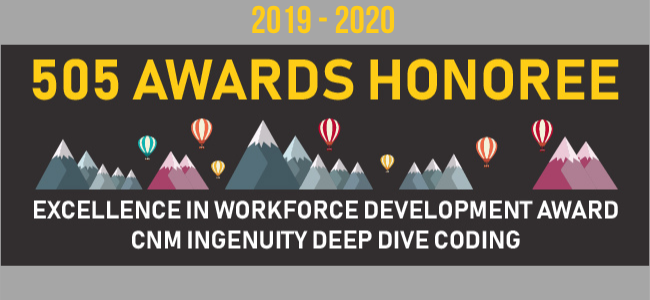 2019 - 2020
505 AWARDS HONOREE
EXCELLENCE IN WORKFORCE DEVELOPMENT AWARD
CNM INGENUITY DEEP DIVE CODING